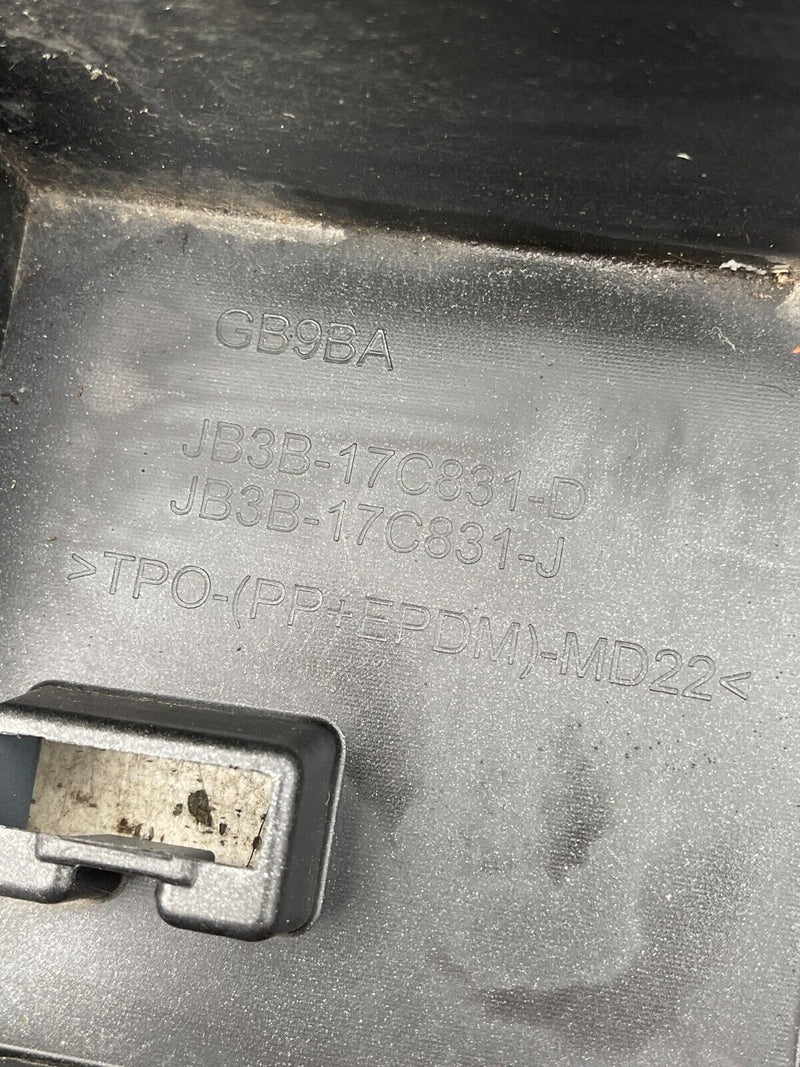 GB9BA
JB3B-17C831-D
JB3B-17C831-J
>TPO-(PP+EPDM)-MD22<